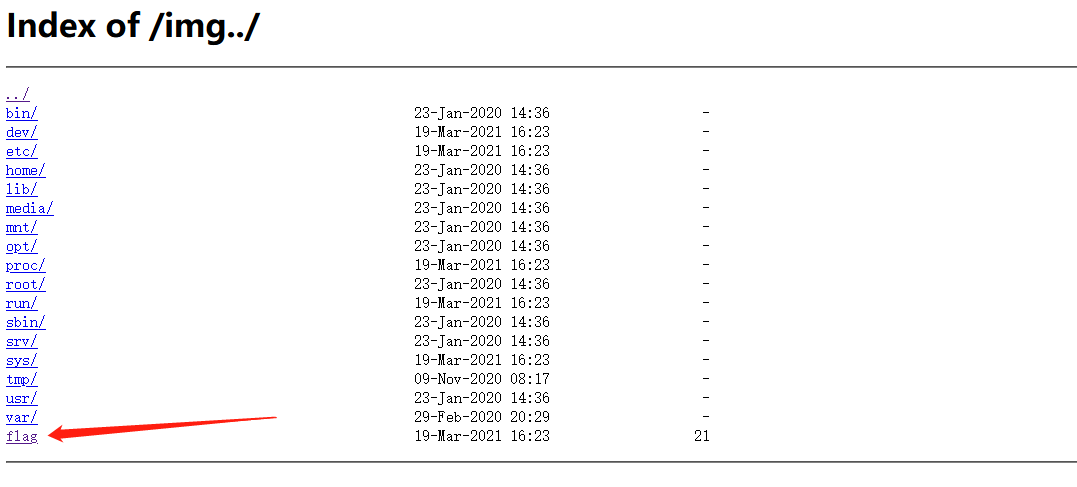 Index of /img../
../
bin/ 23-Jan-2020 14:36 -
dev/ 19-Mar-2021 16:23 -
etc/ 19-Mar-2021 16:23 -
home/ 23-Jan-2020 14:36 -
lib/ 23-Jan-2020 14:36 -
media/ 23-Jan-2020 14:36 -
mnt/ 23-Jan-2020 14:36 -
opt/ 23-Jan-2020 14:36 -
proc/ 19-Mar-2021 16:23 -
root/ 23-Jan-2020 14:36 -
run/ 19-Mar-2021 16:23 -
sbin/ 23-Jan-2020 14:36 -
srv/ 23-Jan-2020 14:36 -
sys/ 19-Mar-2021 16:23 -
tmp/ 09-Nov-2020 08:17 -
usr/ 23-Jan-2020 14:36 -
var/ 29-Feb-2020 20:29 -
flag 19-Mar-2021 16:23 21